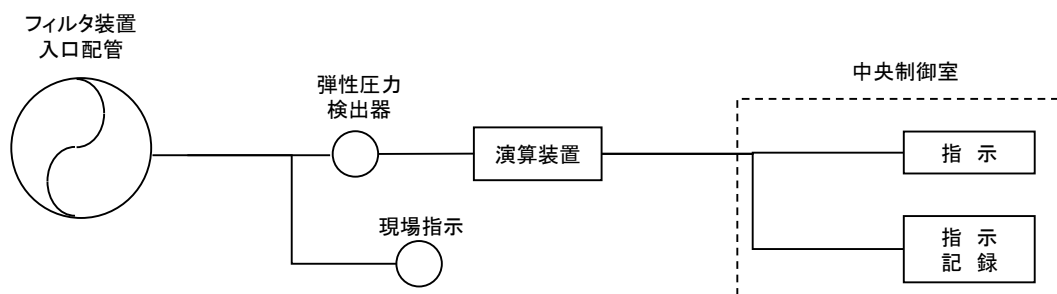 フィルタ装置
入口配管
弾性圧力
検出器
演算装置
現場指示
中央制御室
指 示
指 示
記 録